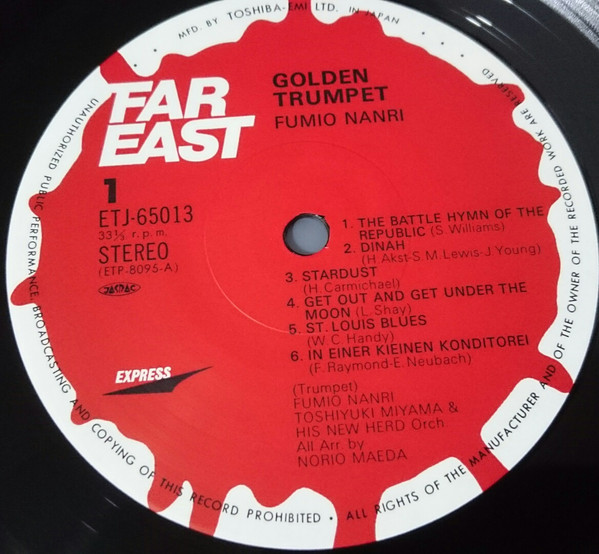 MFD. BY TOSHIBA-EMI LTD. IN JAPAN
FAR
EAST
GOLDEN
TRUMPET
FUMIO NANRI
1
ETJ-65013
33⅓ r. p. m.
STEREO
(ETP-8095-A)
JASRAC
1. THE BATTLE HYMN OF THE
REPUBLIC (S. Williams)
2. DINAH
(H Akst-S. M. Lewis-J. Young)
3. STARDUST
(H. Carmichael)
4. GET OUT AND GET UNDER THE
MOON (L. Shay)
5. ST. LOUIS BLUES
(W. C. Handy)
6. IN EINER KIEINEN KONDITOREI
(F. Raymond-E. Neubach)
EXPRESS
(Trumpet)
FUMIO NANRI
TOSHIYUKI MIYAMA &
HIS NEW HERD Orch.
All Arr. by
NORIO MAEDA
UNAUTHORIZED PUBLIC PERFORMANCE, BROADCASTING AND COPYING OF THIS RECORD PROHIBITED • ALL RIGHTS OF THE MANUFACTURER AND OF THE OWNER OF THE RECORDED WORK ARE RESERVED